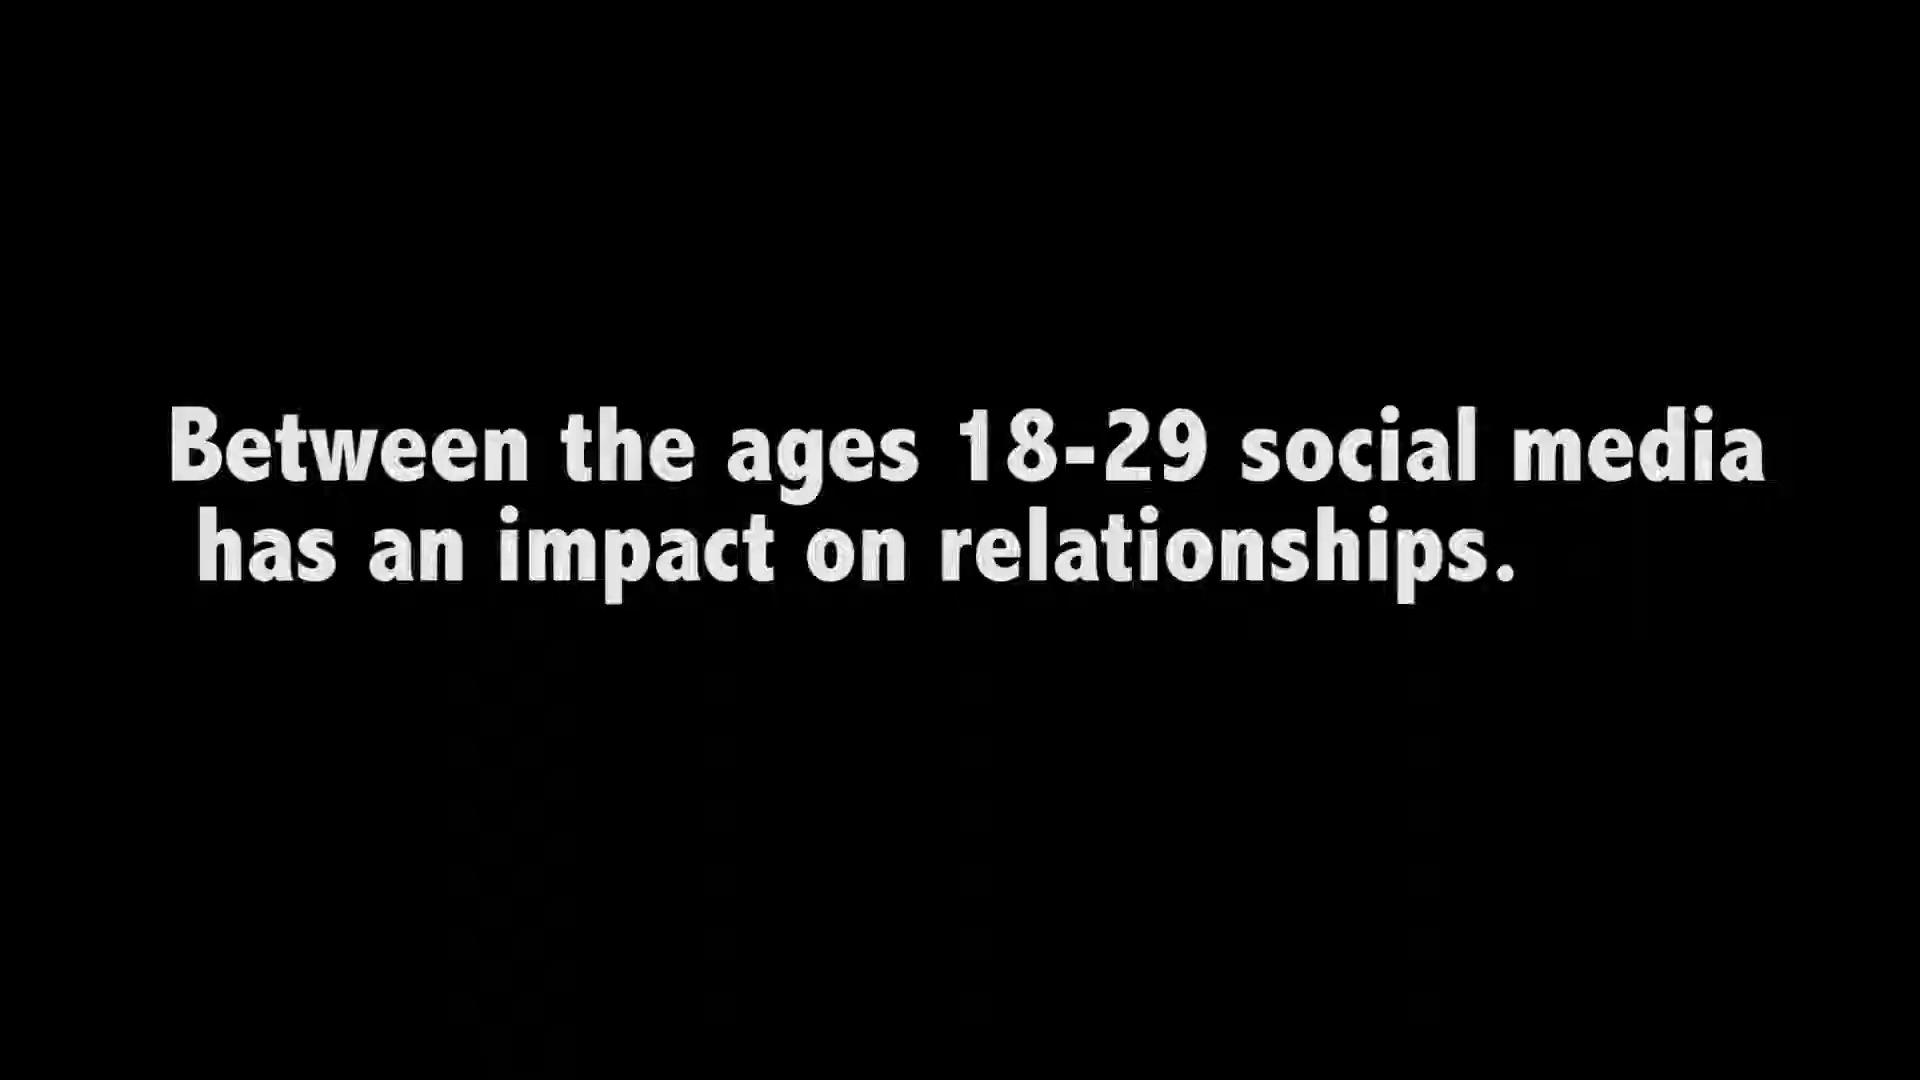 Between the ages 18-29 social media
has an impact on relationships.